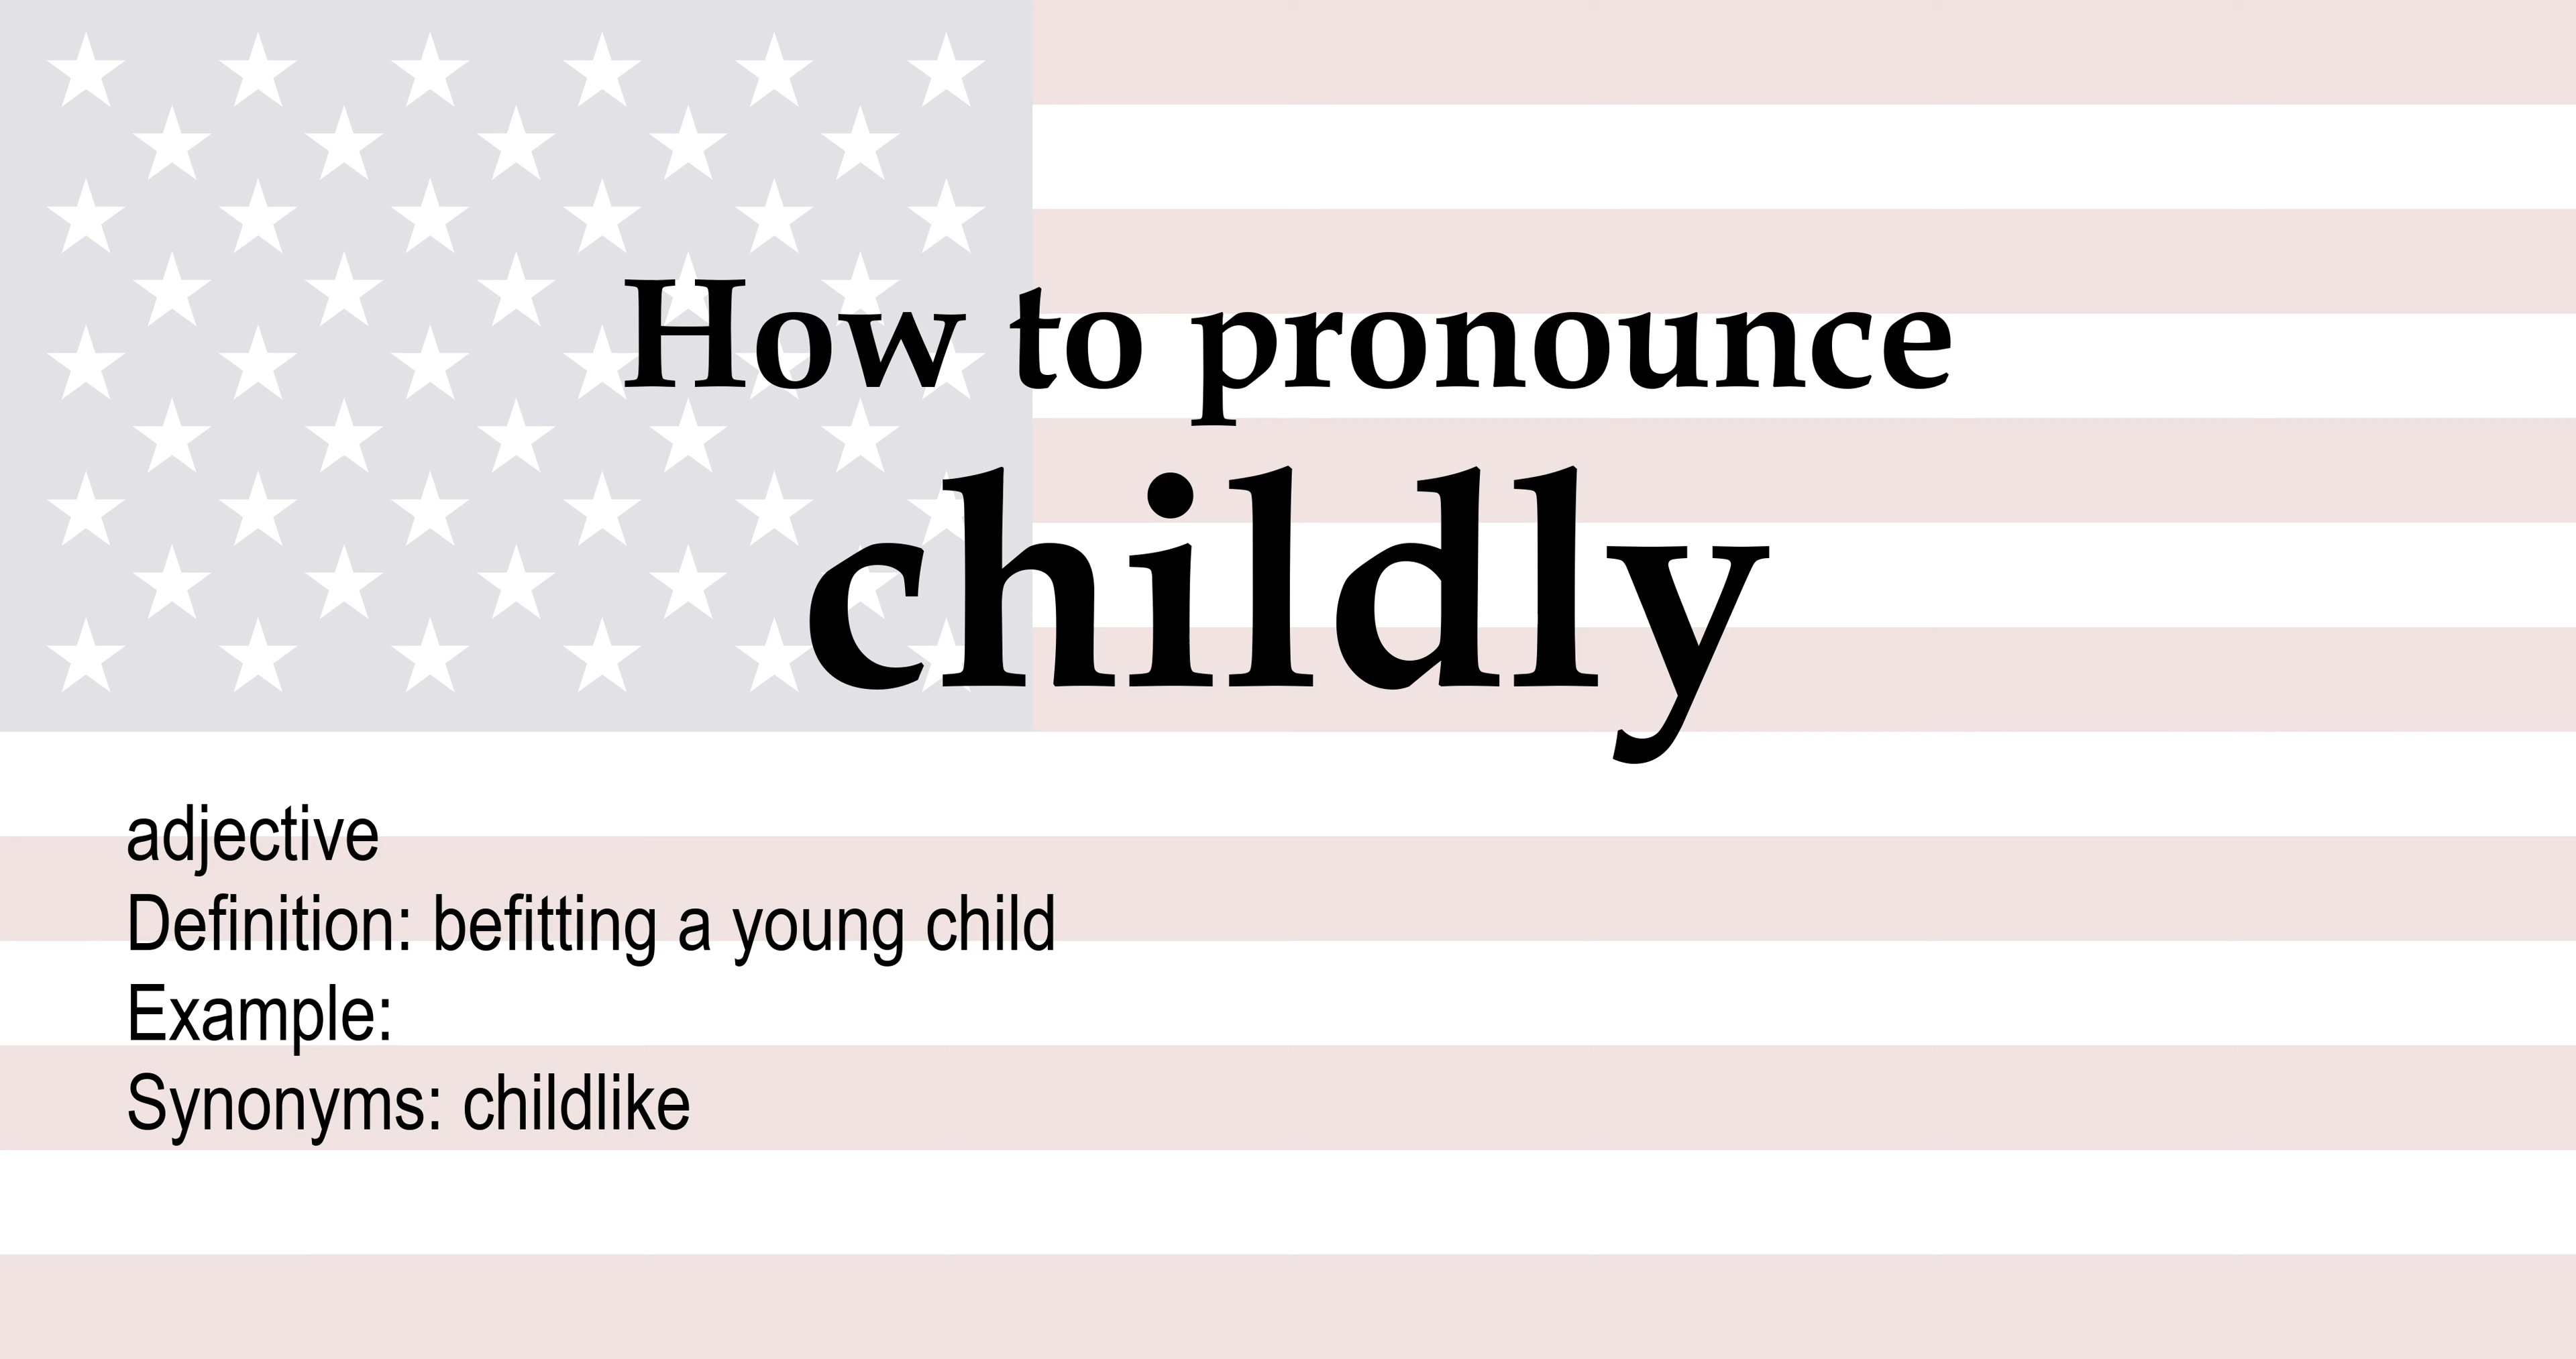 How to pronounce
childly
adjective
Definition: befitting a young child
Example:
Synonyms: childlike